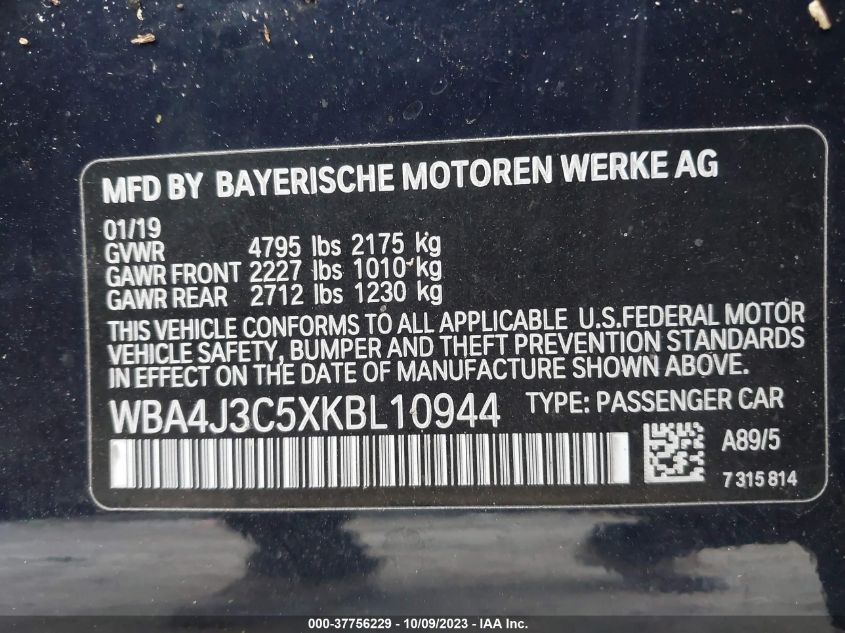 MFD BY BAYERISCHE MOTOREN WERKE AG
01/19
GVWR 4795 lbs 2175 kg
GAWR FRONT 2227 lbs 1010 kg
GAWR REAR 2712 lbs 1230 kg
THIS VEHICLE CONFORMS TO ALL APPLICABLE U.S.FEDERAL MOTOR
VEHICLE SAFETY, BUMPER AND THEFT PREVENTION STANDARDS
IN EFFECT ON THE DATE OF MANUFACTURE SHOWN ABOVE.
WBA4J3C5XKBL10944 TYPE: PASSENGER CAR
A89/5
7 315 814
000-37756229 - 10/09/2023 - IAA Inc.